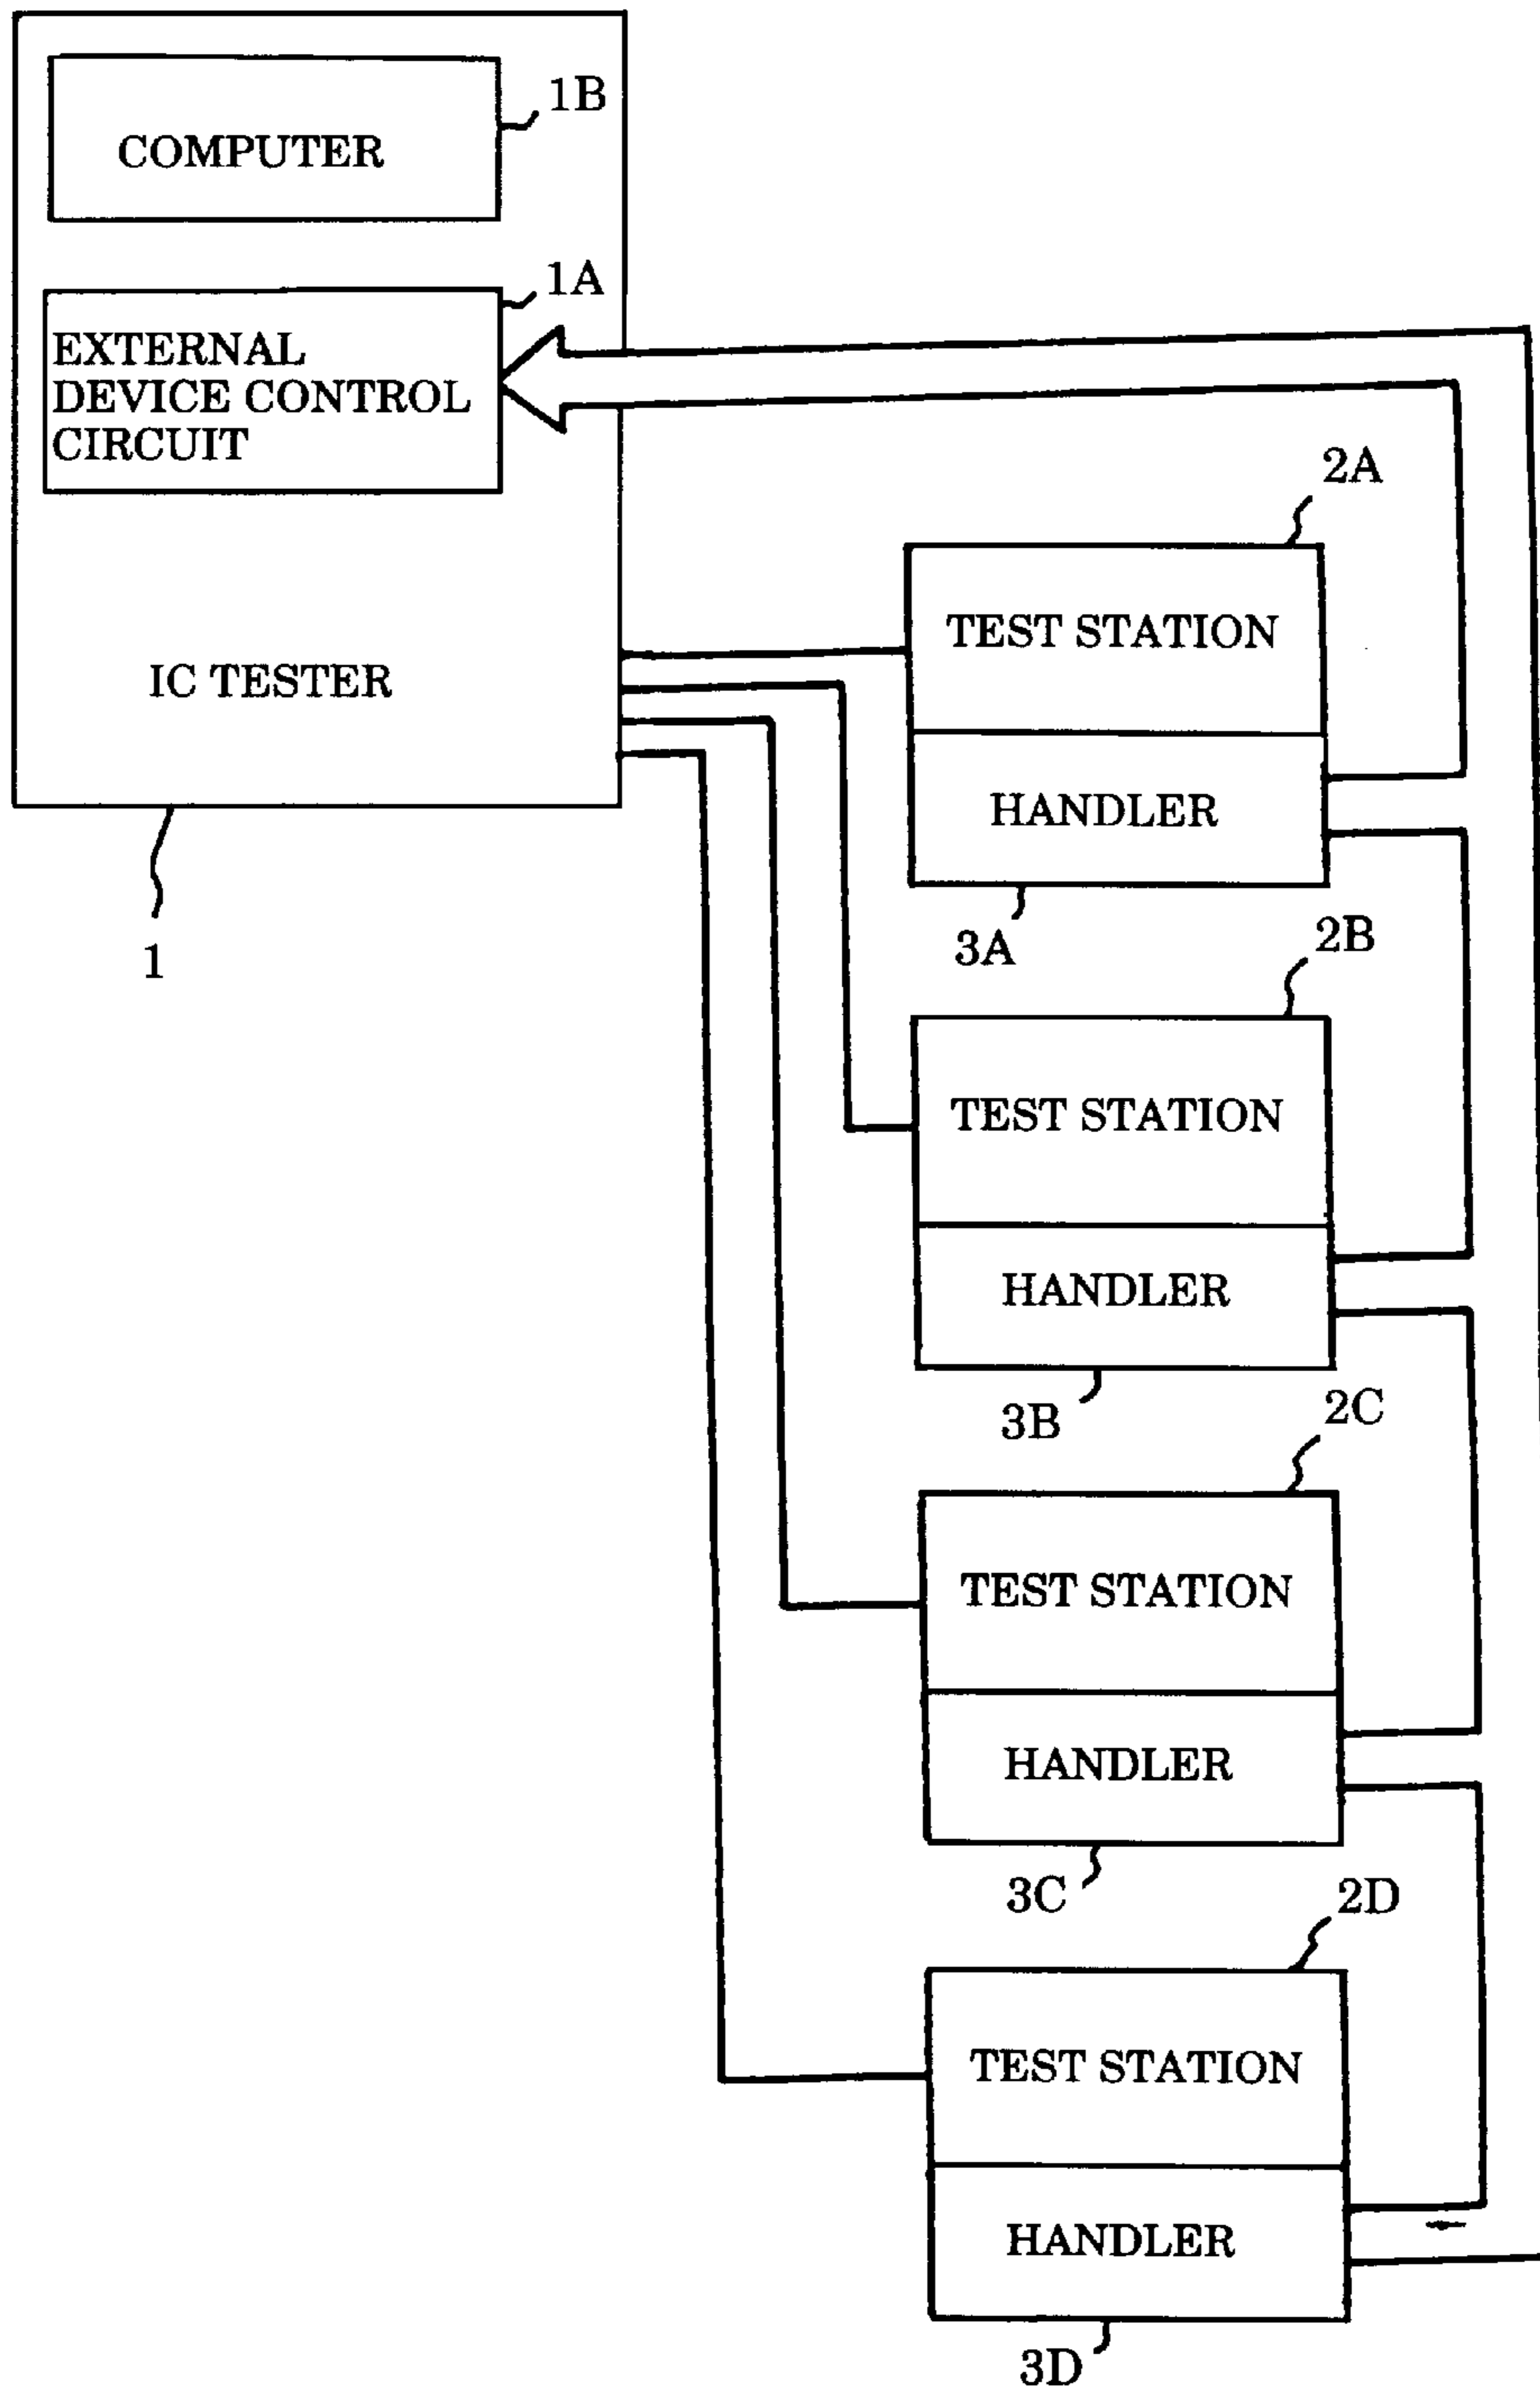 1B
COMPUTER
1A
EXTERNAL
DEVICE CONTROL
CIRCUIT
IC TESTER
1
2A
TEST STATION
HANDLER
3A
2B
TEST STATION
HANDLER
3B
2C
TEST STATION
HANDLER
3C
2D
TEST STATION
HANDLER
3D